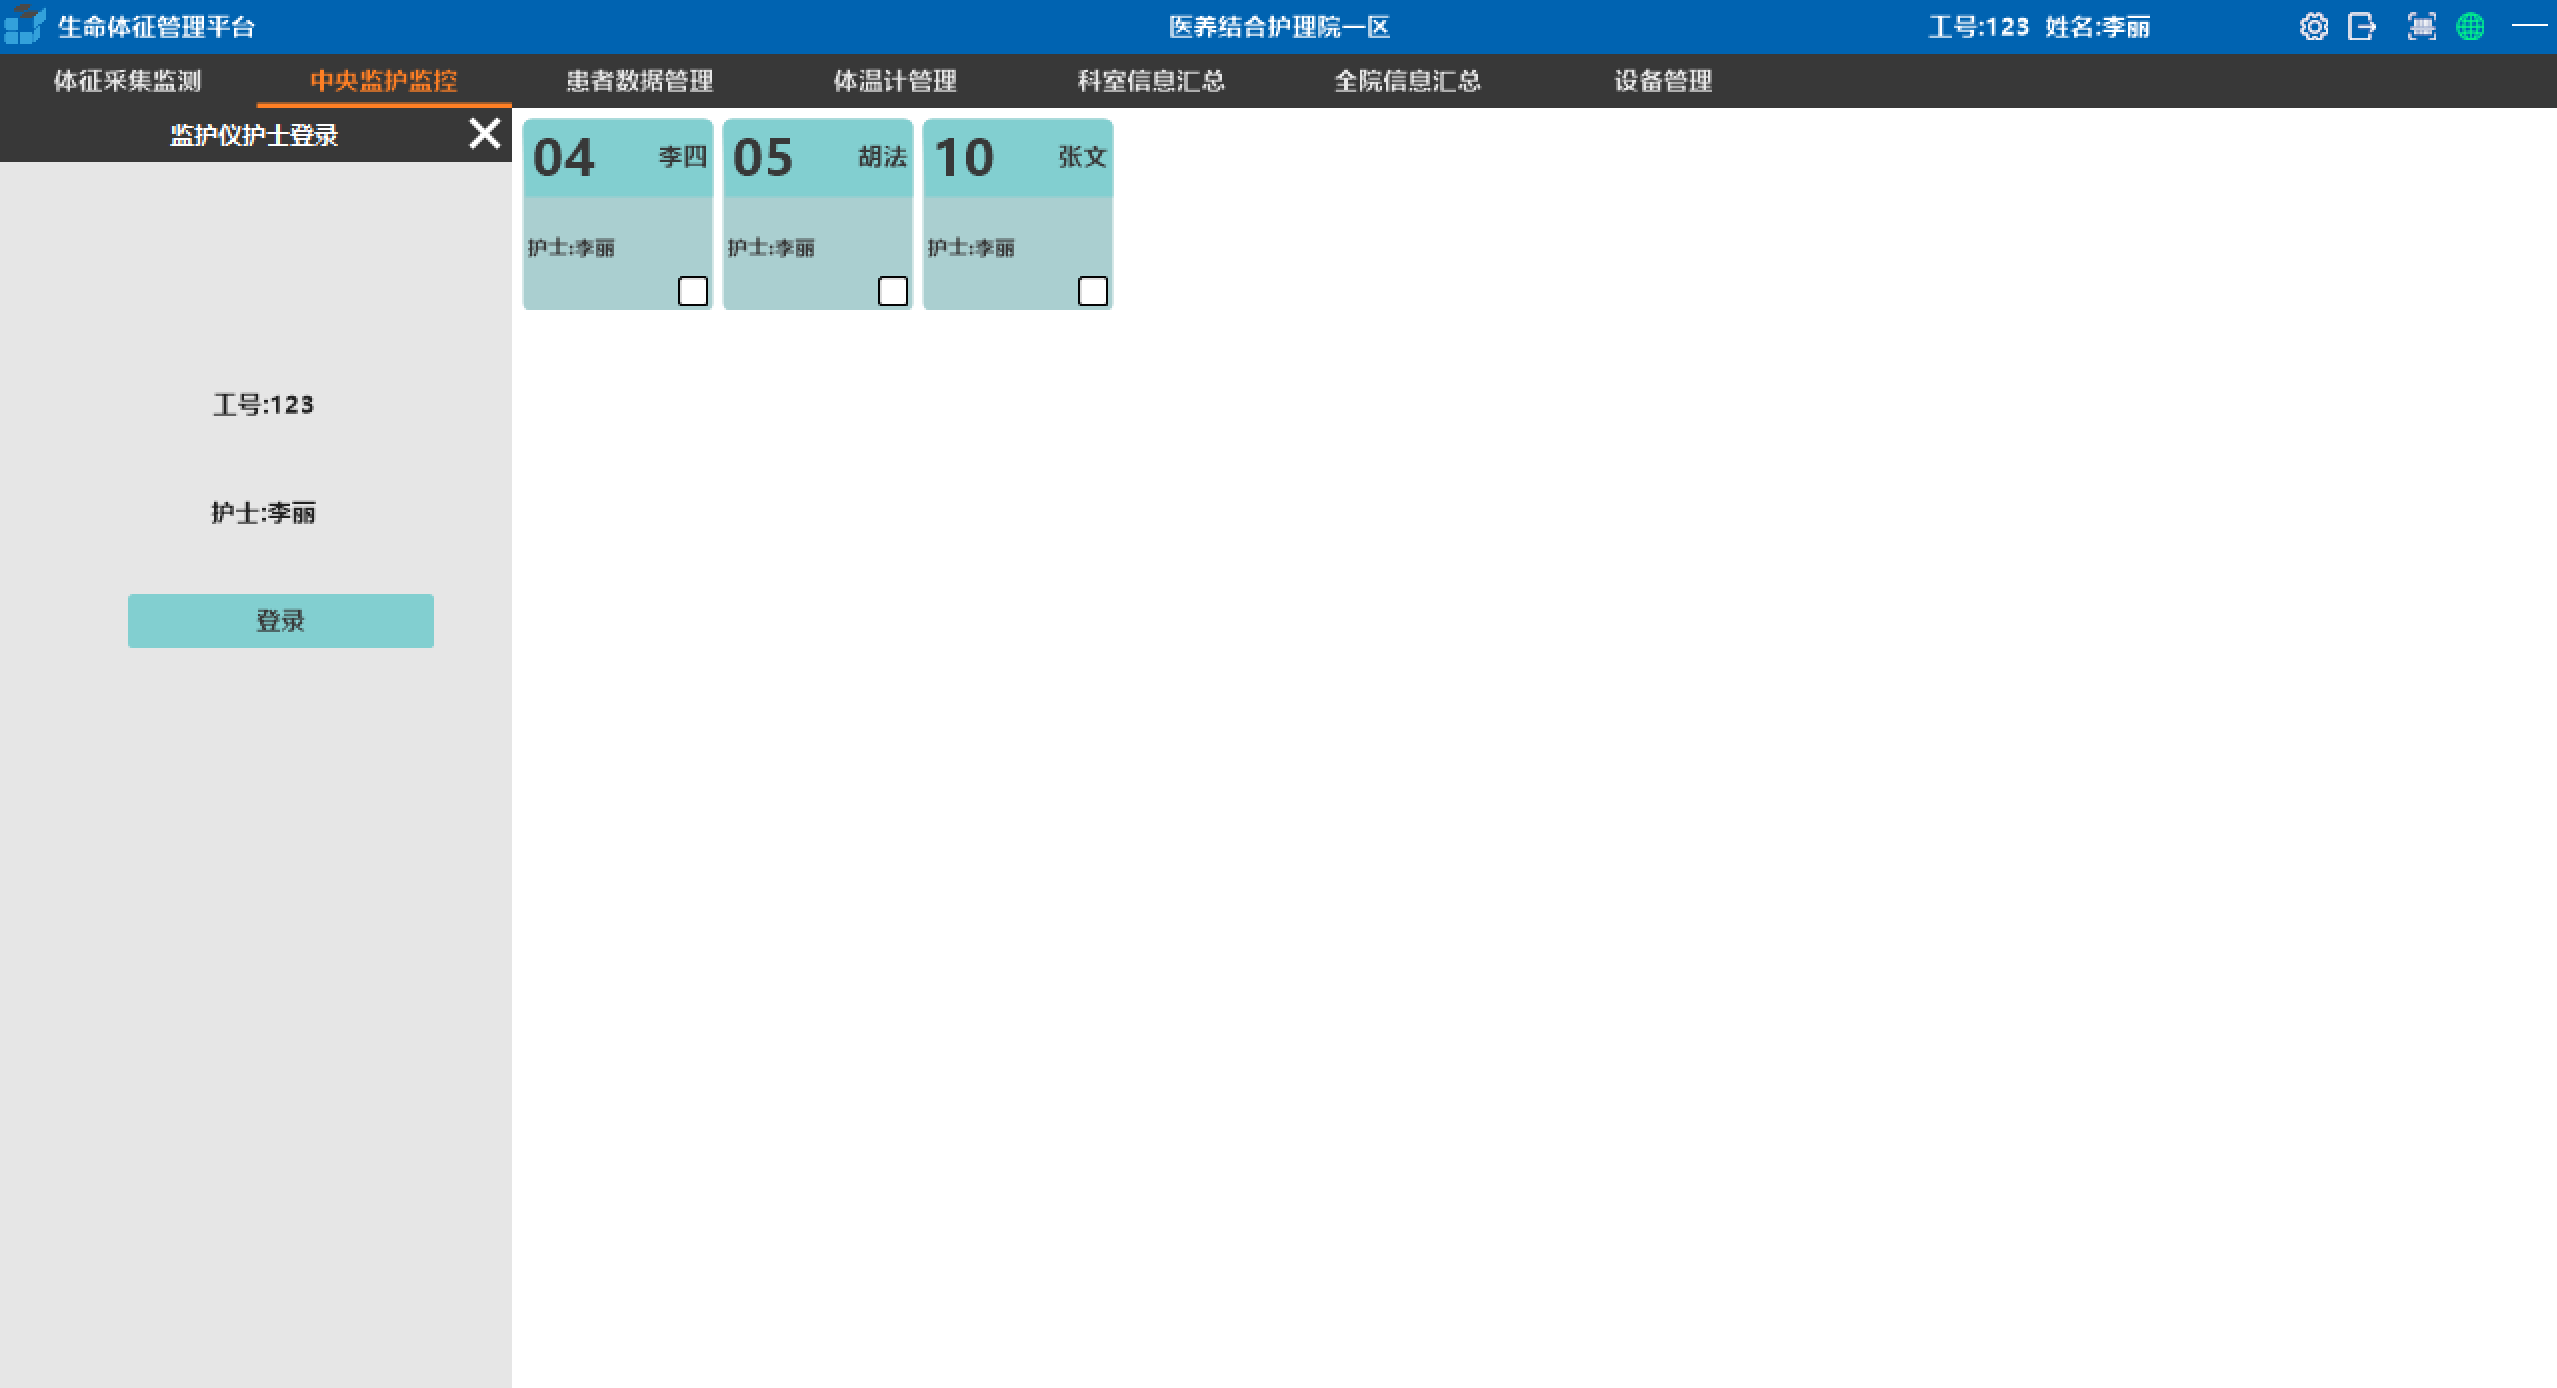 生命体征管理平台
医养结合护理院一区
工号:123 姓名:李丽
体征采集监测
中央监护监控
患者数据管理
体温计管理
科室信息汇总
全院信息汇总
设备管理
监护仪护士登录
工号:123
护士:李丽
登录
04 李四
护士:李丽
05 胡法
护士:李丽
10 张文
护士:李丽